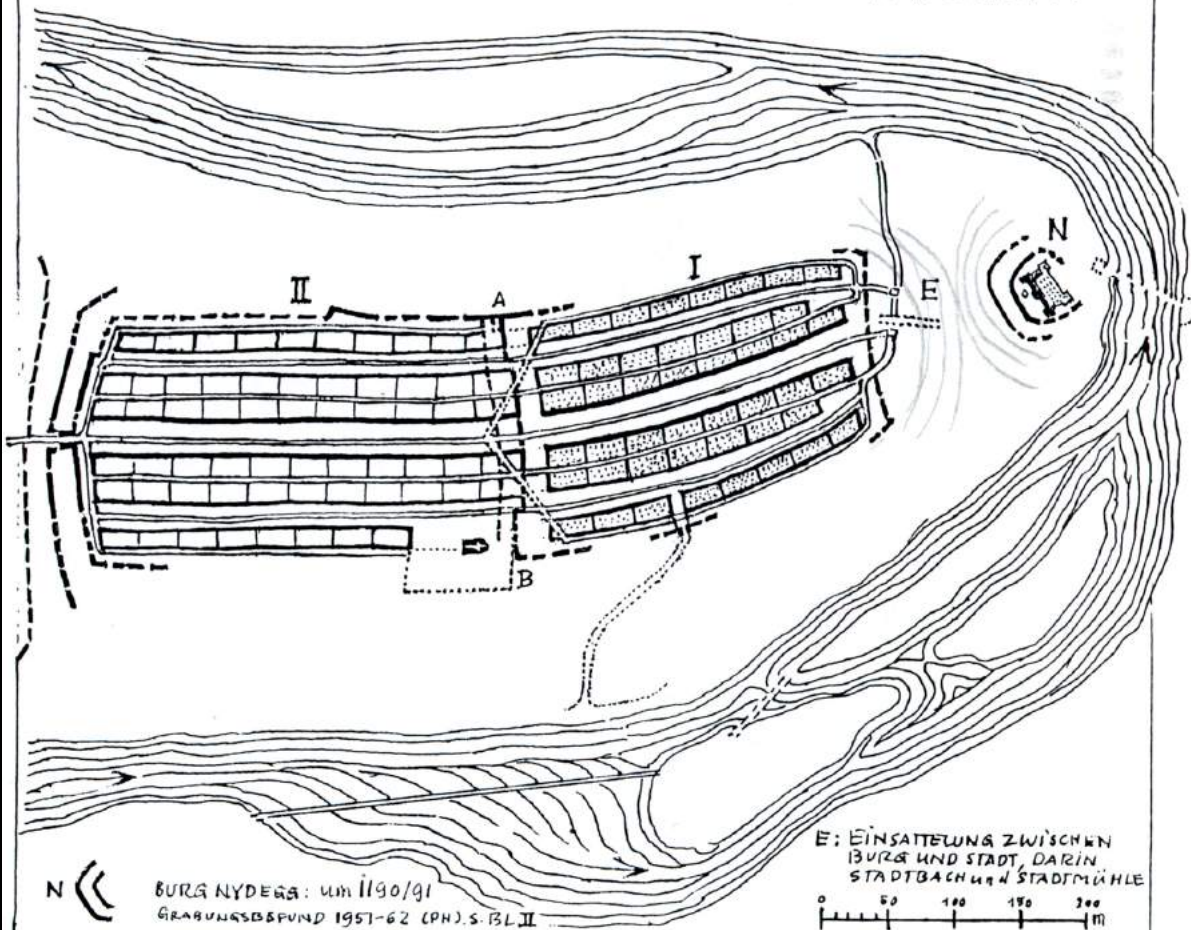 N
I
II
A
E
B
E: EINSATTELUNG ZWISCHEN
BURG UND STADT, DARIN
STADTBACH und STADTMÜHLE
0 50 100 150 200
m
N
BURG NYDEGG: um 1190/91
GRABUNGSBEFUND 1957-62 (PH). S. BL. II